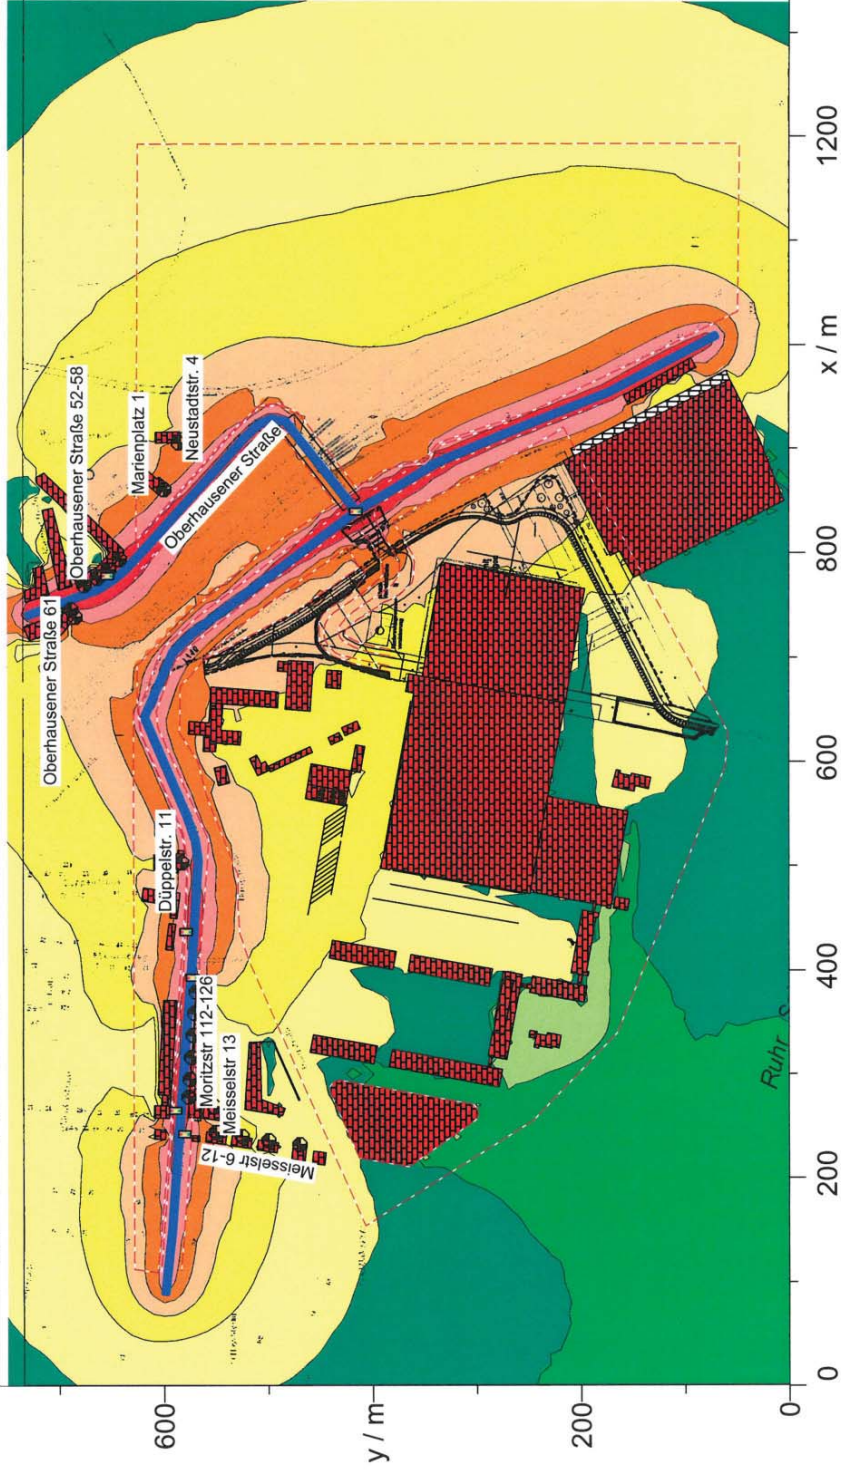 Oberhausener Straße 61
Oberhausener Straße 52-58
Marienplatz 1
Neustadtstr. 4
Oberhausener Straße
Düppelstr. 11
Moritzstr 112-126
Meisselstr 13
Meisselstr 6-12
Ruhr
y / m
600
200
0
x / m
0
200
400
600
800
1200